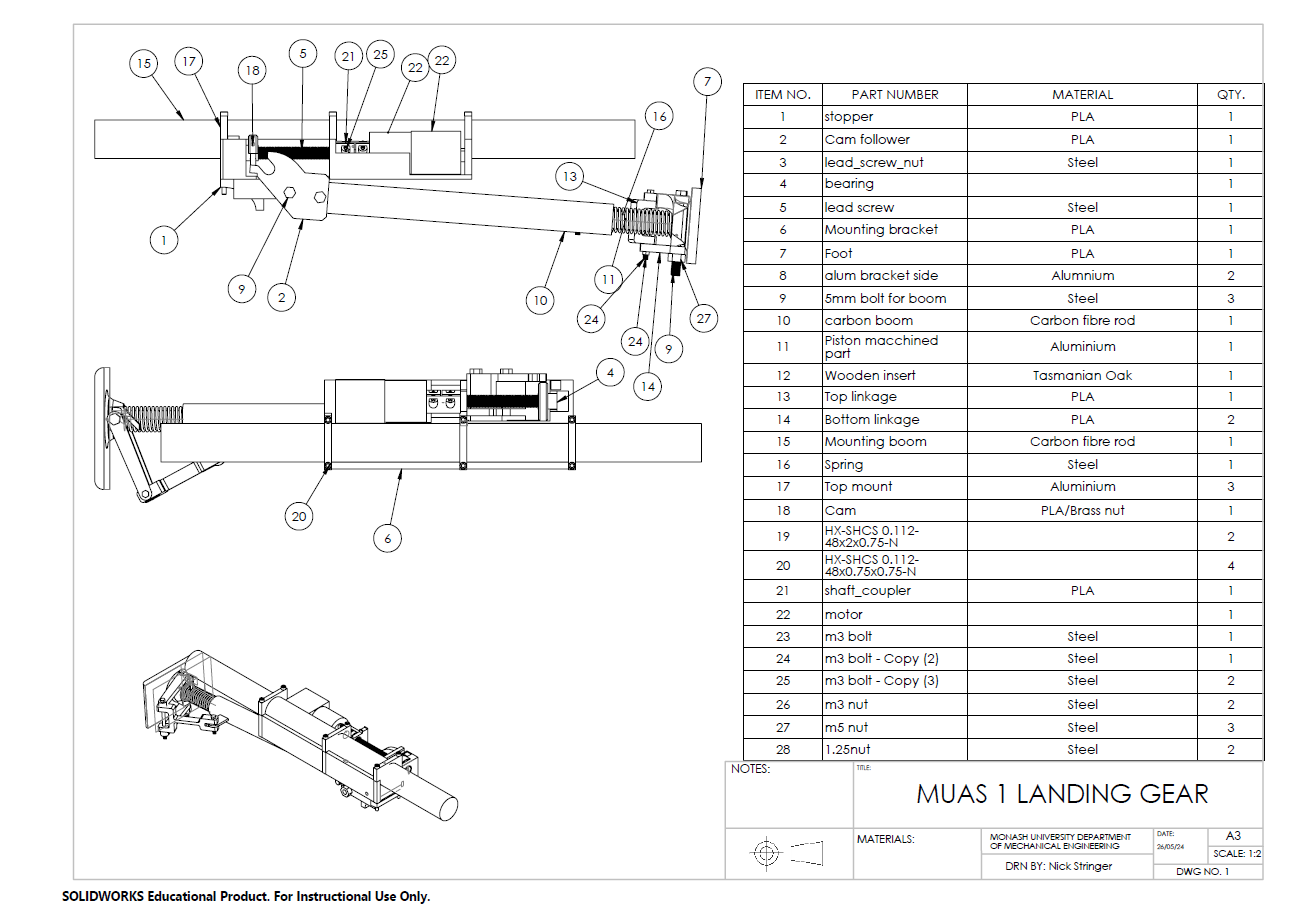 15
17
18
5
21
25
22
22
7
16
13
1
9
2
10
11
24
24
9
14
27
4
20
6
ITEM NO. PART NUMBER MATERIAL QTY.
1 stopper PLA 1
2 Cam follower PLA 1
3 lead_screw_nut Steel 1
4 bearing 1
5 lead screw Steel 1
6 Mounting bracket PLA 1
7 Foot PLA 1
8 alum bracket side Alumnium 2
9 5mm bolt for boom Steel 3
10 carbon boom Carbon fibre rod 1
11 Piston macchined part Aluminium 1
12 Wooden insert Tasmanian Oak 1
13 Top linkage PLA 1
14 Bottom linkage PLA 2
15 Mounting boom Carbon fibre rod 1
16 Spring Steel 1
17 Top mount Aluminium 3
18 Cam PLA/Brass nut 1
19 HX-SHCS 0.112-48x2x0.75-N 2
20 HX-SHCS 0.112-48x0.75x0.75-N 4
21 shaft_coupler PLA 1
22 motor 1
23 m3 bolt Steel 1
24 m3 bolt - Copy (2) Steel 1
25 m3 bolt - Copy (3) Steel 2
26 m3 nut Steel 2
27 m5 nut Steel 3
28 1.25nut Steel 2
NOTES:
TITLE:
MUAS 1 LANDING GEAR
MATERIALS:
MONASH UNIVERSITY DEPARTMENT
OF MECHANICAL ENGINEERING
DRN BY: Nick Stringer
DATE:
26/05/24
A3
SCALE: 1:2
DWG NO. 1
SOLIDWORKS Educational Product. For Instructional Use Only.